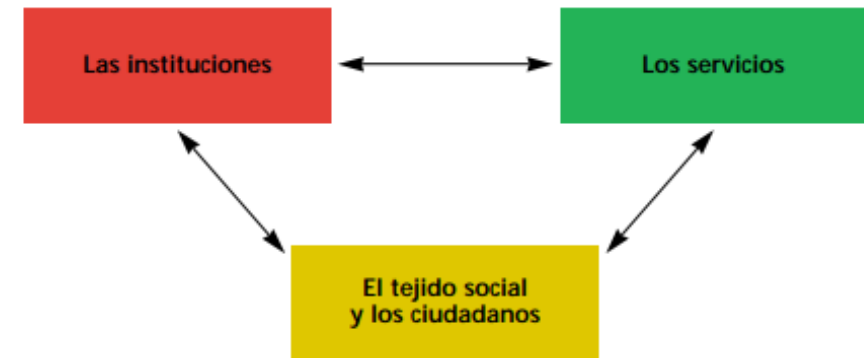 Las instituciones
Los servicios
El tejido social
y los ciudadanos